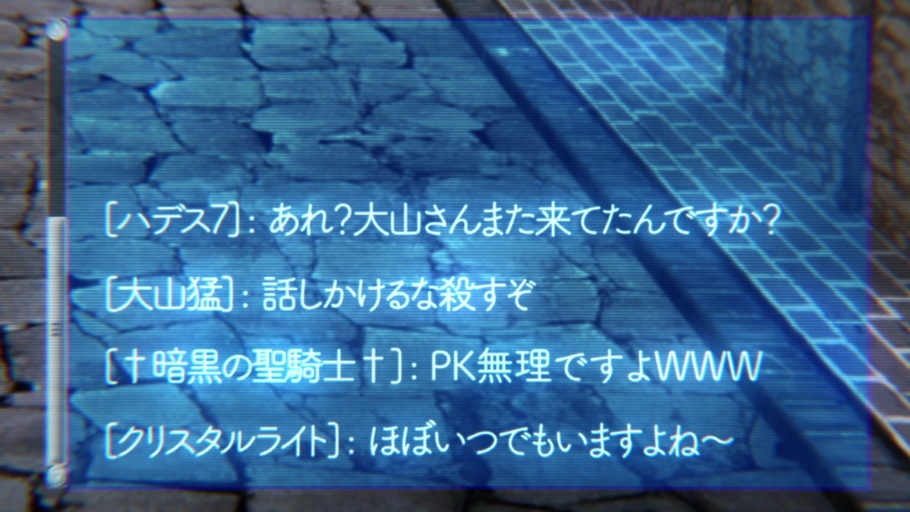 [ハデス7]: あれ?大山さんまた来てたんですか?
[大山猛]: 話しかけるな殺すぞ
[†暗黒の聖騎士†]: PK無理ですよWWW
[クリスタルライト]: ほぼいつでもいますよね～